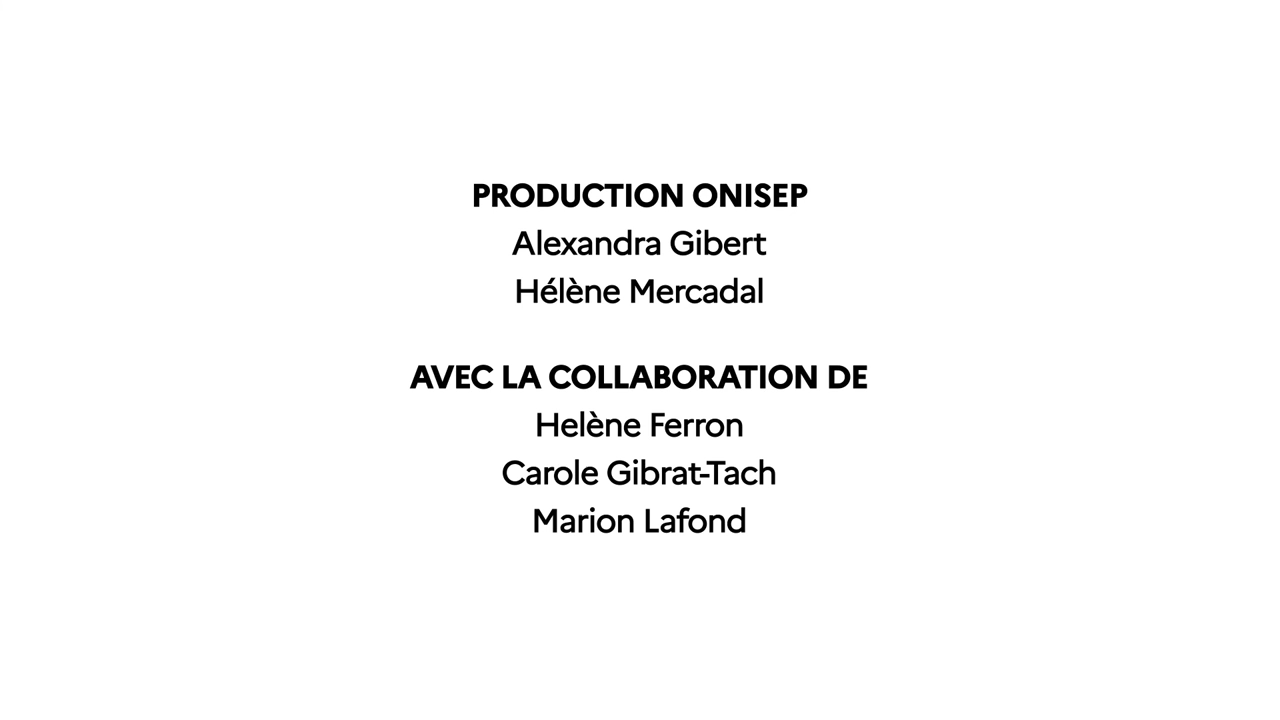 PRODUCTION ONISEP
Alexandra Gibert
Hélène Mercadal
AVEC LA COLLABORATION DE
Helène Ferron
Carole Gibrat-Tach
Marion Lafond